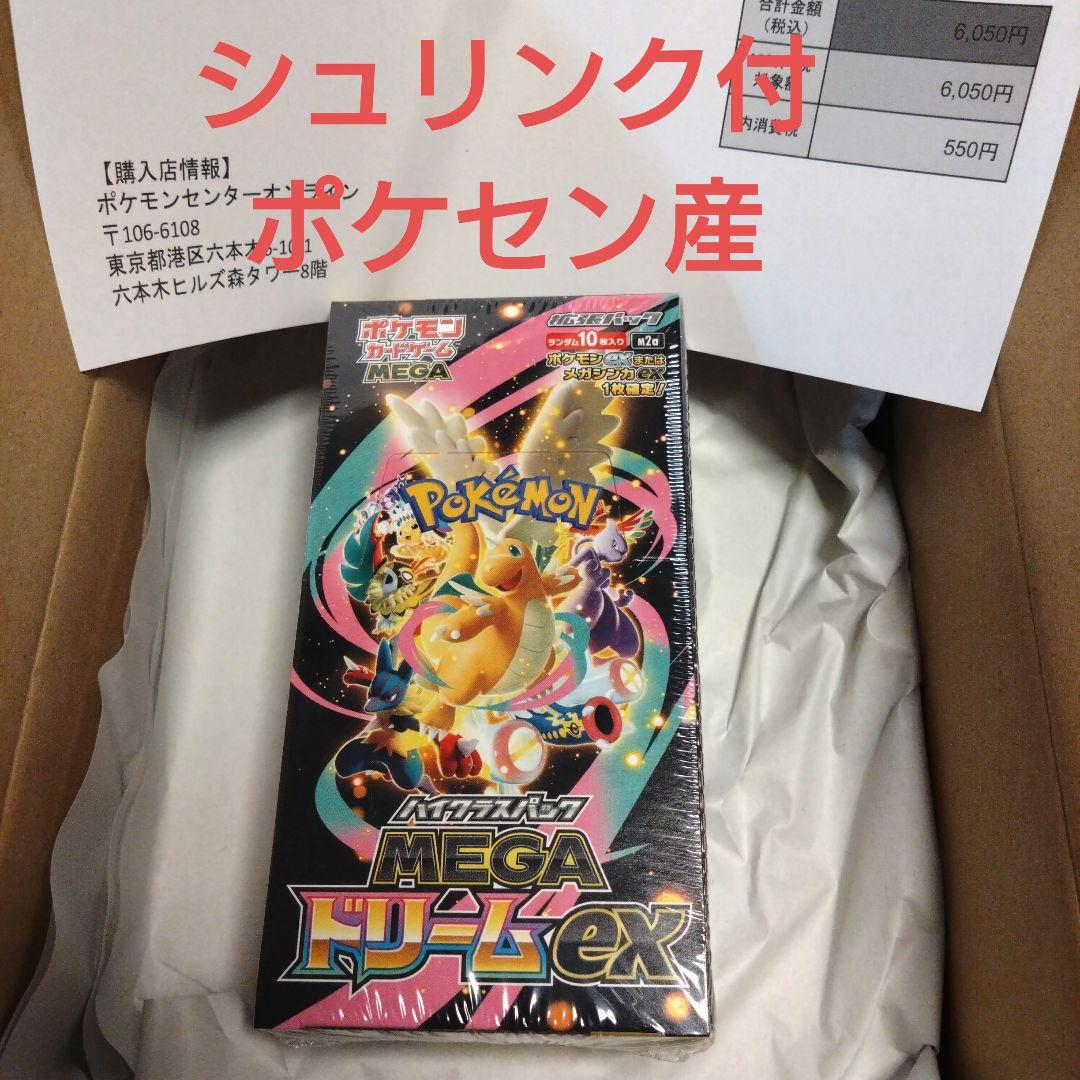 合計金額
(税込)
6,050円
対象額
6,050円
内消費税
550円
シュリンク付
ポケセン産
【購入店情報】
ポケモンセンターオンライン
〒106-6108
東京都港区六本木6-10-1
六本木ヒルズ森タワー8階
ポケモン
カードゲーム
MEGA
拡張パック
ランダム10枚入り
M2a
ポケモンexまたは
メガシンカex
1枚確定!
POKéMON
ハイクラスパック
MEGA
ドリームex